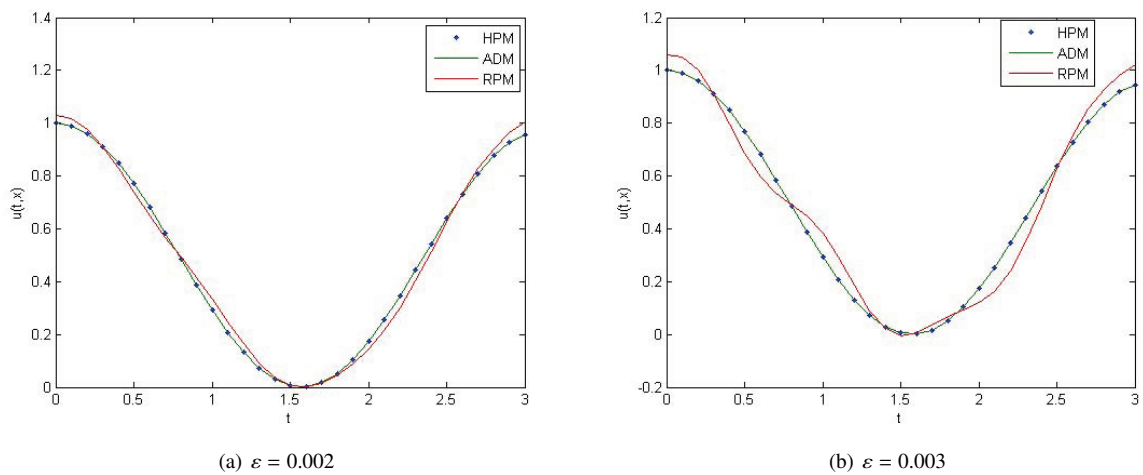 1.4
1.2
1
0.8
0.6
0.4
0.2
0
0 0.5 1 1.5 2 2.5 3
t
u(t,x)
HPM
ADM
RPM
(a) ε = 0.002
1.2
1
0.8
0.6
0.4
0.2
0
-0.2
0 0.5 1 1.5 2 2.5 3
t
u(t,x)
HPM
ADM
RPM
(b) ε = 0.003